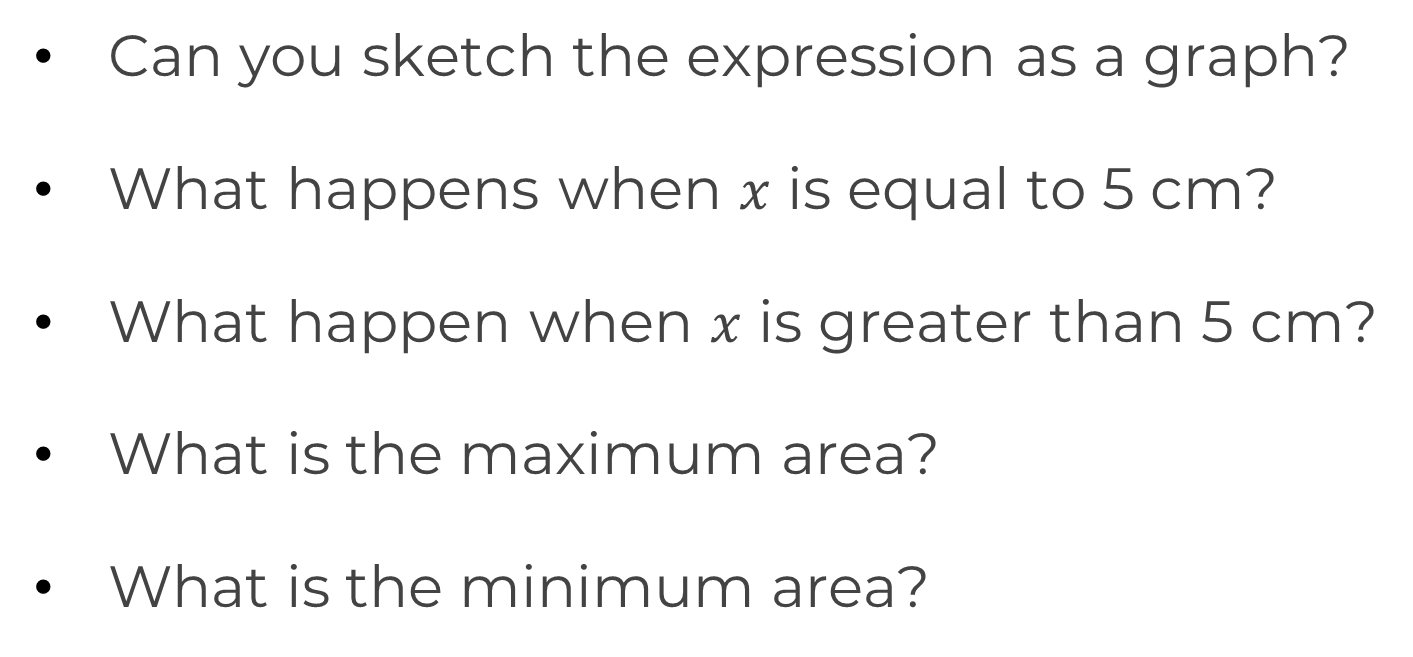 • Can you sketch the expression as a graph?
• What happens when x is equal to 5 cm?
• What happen when x is greater than 5 cm?
• What is the maximum area?
• What is the minimum area?